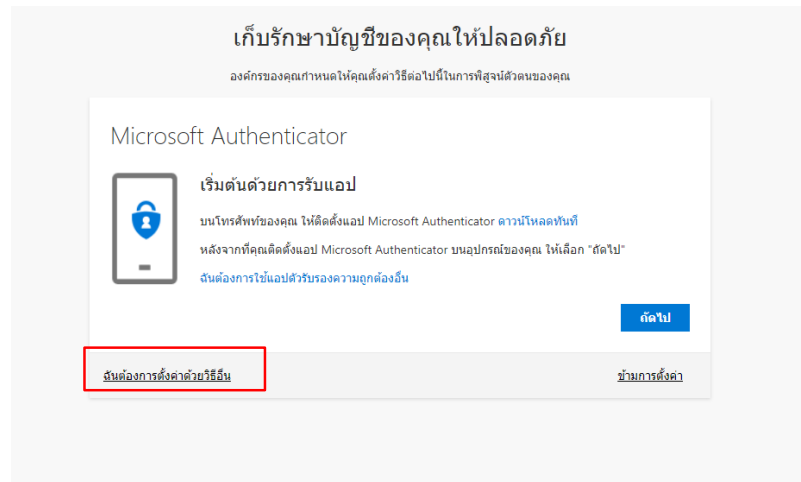 เก็บรักษาบัญชีของคุณให้ปลอดภัย
องค์กรของคุณกำหนดให้คุณตั้งค่าวิธีต่อไปนี้ในการพิสูจน์ตัวตนของคุณ
Microsoft Authenticator
เริ่มต้นด้วยการรับแอป
บนโทรศัพท์ของคุณ ให้ติดตั้งแอป Microsoft Authenticator ดาวน์โหลดทันที
หลังจากที่คุณติดตั้งแอป Microsoft Authenticator บนอุปกรณ์ของคุณ ให้เลือก "ถัดไป"
ฉันต้องการใช้แอปตัวรับรองความถูกต้องอื่น
ถัดไป
ฉันต้องการตั้งค่าด้วยวิธีอื่น
ข้ามการตั้งค่า